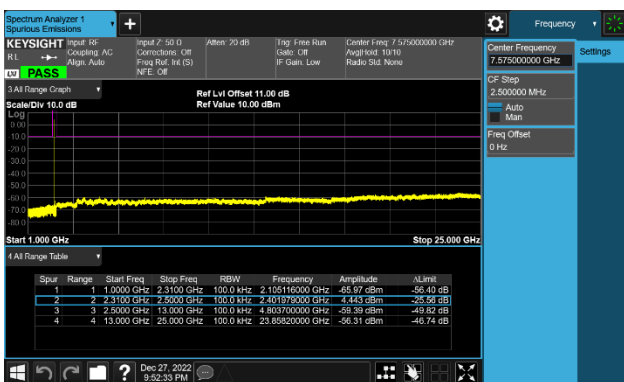 Spectrum Analyzer 1
Spurious Emissions
Frequency
KEYSIGHT
R L
LXI PASS
Input: RF
Coupling: AC
Align: Auto
Input Z: 50 Ω
Corrections: Off
Freq Ref: Int (S)
NFE: Off
Atten: 20 dB
Trig: Free Run
Gate: Off
IF Gain: Low
Center Freq: 7.575000000 GHz
Avg|Hold: 10/10
Radio Std: None
Center Frequency
7.575000000 GHz
Settings
CF Step
2.500000 MHz
Auto
Man
Freq Offset
0 Hz
3 All Range Graph
Scale/Div 10.0 dB
Ref Lvl Offset 11.00 dB
Ref Value 10.00 dBm
Log
0.00
-10.0
-20.0
-30.0
-40.0
-50.0
-60.0
-70.0
-80.0
Start 1.000 GHz
Stop 25.000 GHz
4 All Range Table
Spur Range Start Freq Stop Freq RBW Frequency Amplitude ΔLimit
1 1 1.0000 GHz 2.3100 GHz 100.0 kHz 2.105116000 GHz -65.97 dBm -56.40 dB
2 2 2.3100 GHz 2.5000 GHz 100.0 kHz 2.401979000 GHz 4.443 dBm -25.56 dB
3 3 2.5000 GHz 13.000 GHz 100.0 kHz 4.803700000 GHz -59.39 dBm -49.82 dB
4 4 13.000 GHz 25.000 GHz 100.0 kHz 23.85820000 GHz -56.31 dBm -46.74 dB
Dec 27, 2022
9:52:33 PM